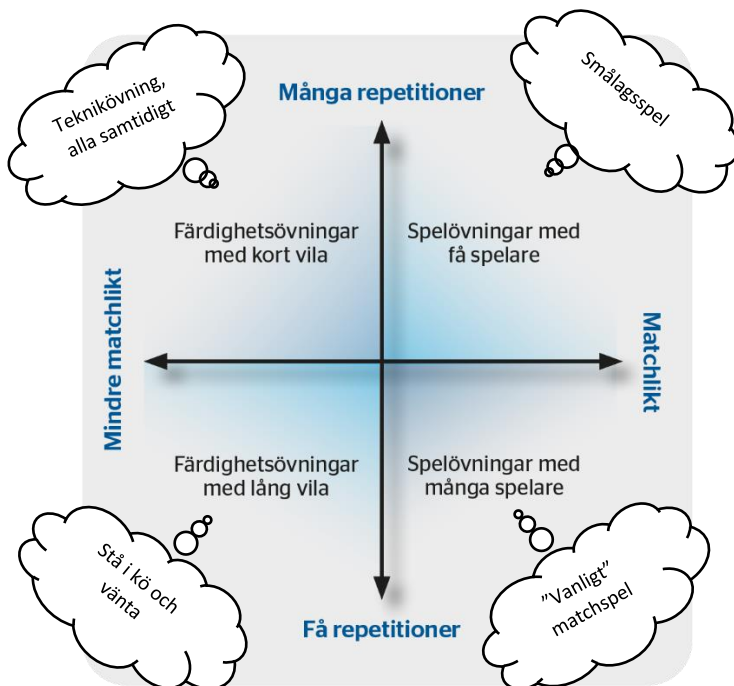 Teknikövning,
alla samtidigt
Smålagsspel
Många repetitioner
Färdighetsövningar
med kort vila
Spelövningar med
få spelare
Mindre matchlikt
Matchlikt
Färdighetsövningar
med lång vila
Spelövningar med
många spelare
Stå i kö och
vänta
”Vanligt”
matchspel
Få repetitioner